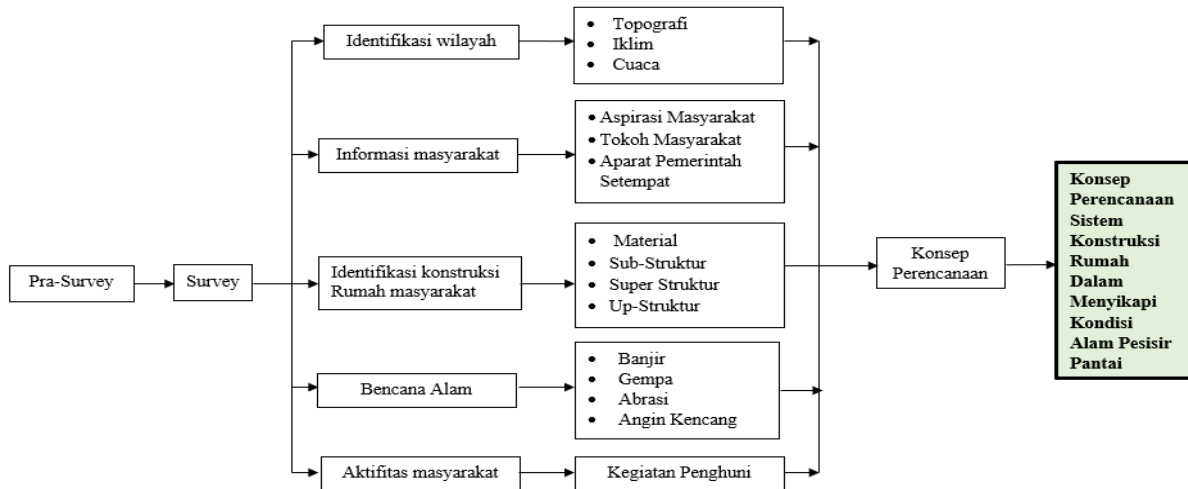 Pra-Survey
Survey
Identifikasi wilayah
• Topografi
• Iklim
• Cuaca
Informasi masyarakat
• Aspirasi Masyarakat
• Tokoh Masyarakat
• Aparat Pemerintah
Setempat
Identifikasi konstruksi
Rumah masyarakat
• Material
• Sub-Struktur
• Super Struktur
• Up-Struktur
Bencana Alam
• Banjir
• Gempa
• Abrasi
• Angin Kencang
Aktifitas masyarakat
Kegiatan Penghuni
Konsep
Perencanaan
Konsep
Perencanaan
Sistem
Konstruksi
Rumah
Dalam
Menyikapi
Kondisi
Alam Pesisir
Pantai